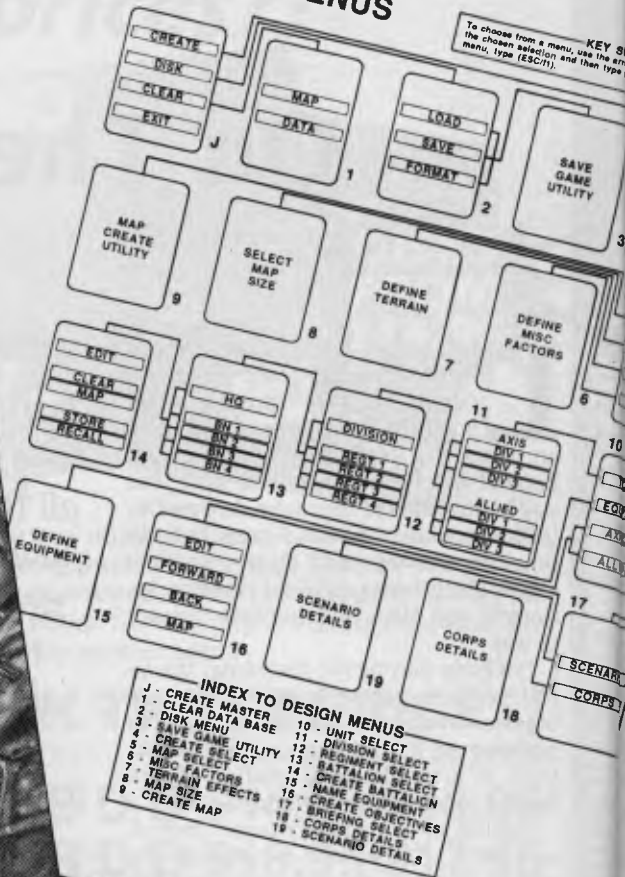 MENUS
KEY
To choose from a menu, use the
the chosen selection and then type
menu, type (ESC/f1).
CREATE
DISK
CLEAR
EXIT
J
MAP
DATA
1
LOAD
SAVE
FORMAT
2
SAVE
GAME
UTILITY
3
MAP
CREATE
UTILITY
9
SELECT
MAP
SIZE
8
DEFINE
TERRAIN
7
DEFINE
MISC
FACTORS
6
EDIT
CLEAR
MAP
STORE
RECALL
14
HQ
BN 1
BN 2
BN 3
BN 4
13
DIVISION
REGT 1
REGT 2
REGT 3
REGT 4
12
11
AXIS
DIV 1
DIV 2
DIV 3
ALLIED
DIV 1
DIV 2
DIV 3
10
DEFINE
EQUIPMENT
15
EDIT
FORWARD
BACK
MAP
16
SCENARIO
DETAILS
19
CORPS
DETAILS
18
17
CORPS
INDEX TO DESIGN MENUS
J - CREATE MASTER
1 - CLEAR DATA BASE
2 - DISK MENU
3 - SAVE GAME UTILITY
4 - CREATE SELECT
5 - MAP SELECT
6 - MISC FACTORS
7 - TERRAIN EFFECTS
8 - MAP SIZE
9 - CREATE MAP
10 - UNIT SELECT
11 - DIVISION SELECT
12 - REGIMENT SELECT
13 - BATTALION SELECT
14 - CREATE BATTALION
15 - NAME EQUIPMENT
16 - CREATE OBJECTIVES
17 - BRIEFING SELECT
18 - CORPS DETAILS
19 - SCENARIO DETAILS